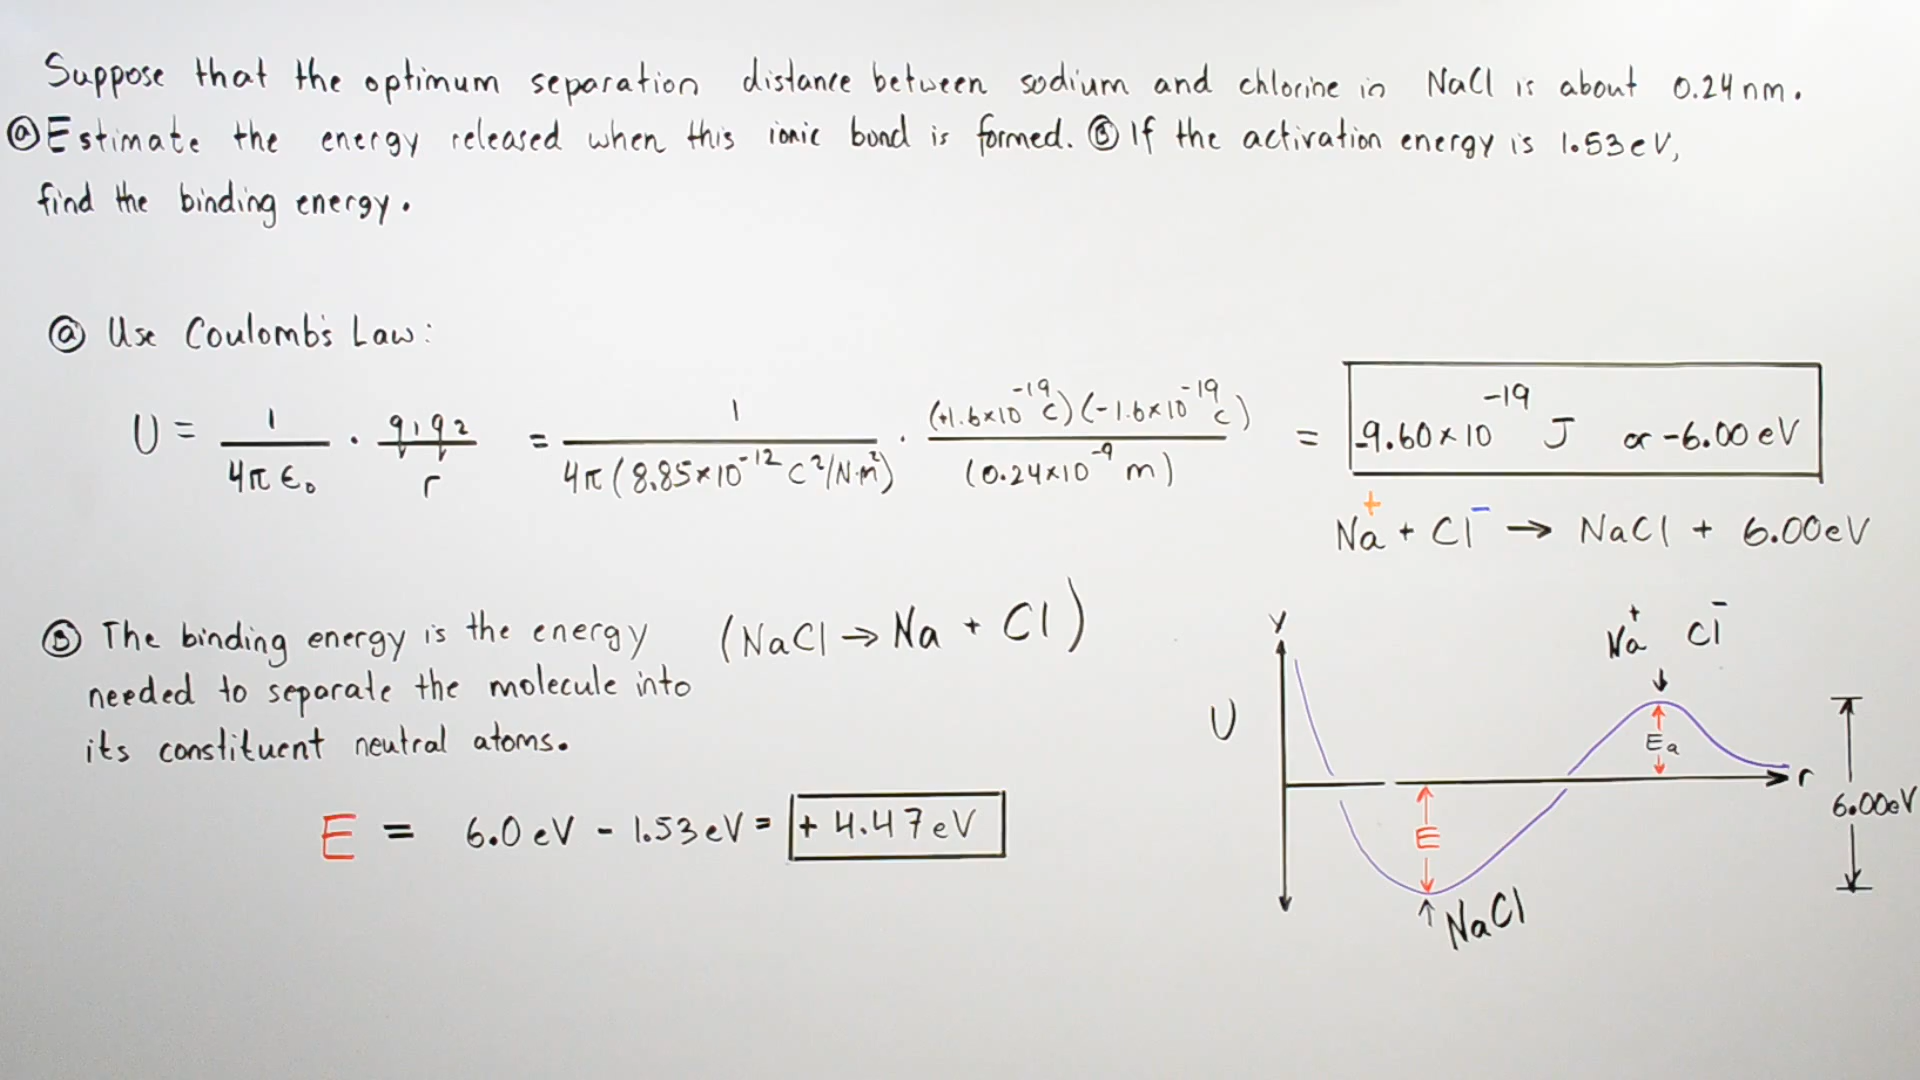 Suppose that the optimum separation distance between sodium and chlorine in NaCl is about 0.24 nm.
ⓐ Estimate the energy released when this ionic bond is formed. ⓑ If the activation energy is 1.53 eV,
find the binding energy.
ⓐ Use Coulomb's Law:
U = 1/(4π ε₀) · q₁q₂/r = 1/(4π (8.85×10⁻¹² C²/N·m²)) · (+1.6×10⁻¹⁹ C)(-1.6×10⁻¹⁹ C)/(0.24×10⁻⁹ m) = -9.60×10⁻¹⁹ J or -6.00 eV
Na⁺ + Cl⁻ → NaCl + 6.00eV
ⓑ The binding energy is the energy (NaCl → Na + Cl)
needed to separate the molecule into
its constituent neutral atoms.
E = 6.0 eV - 1.53 eV = + 4.47 eV
y
Na⁺ Cl⁻
U
Ea
r
6.00eV
E
NaCl